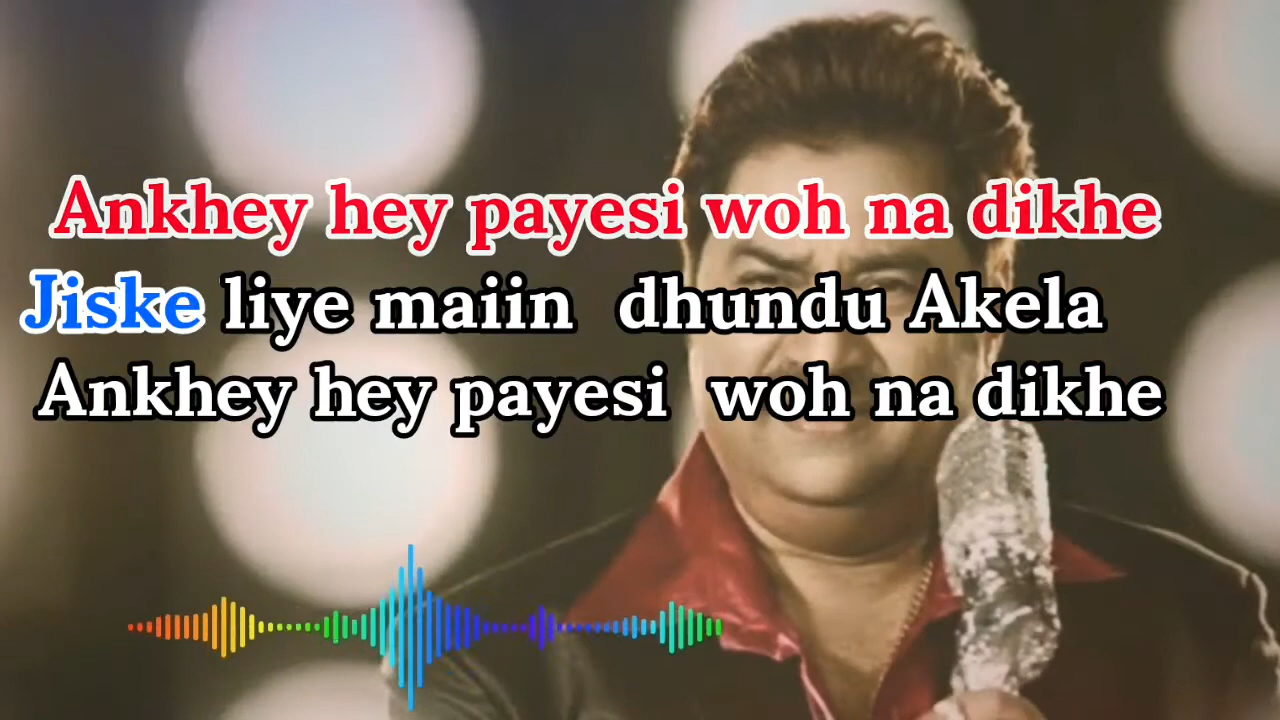 Ankhey hey payesi woh na dikhe
Jiske liye maiin dhundu Akela
Ankhey hey payesi woh na dikhe